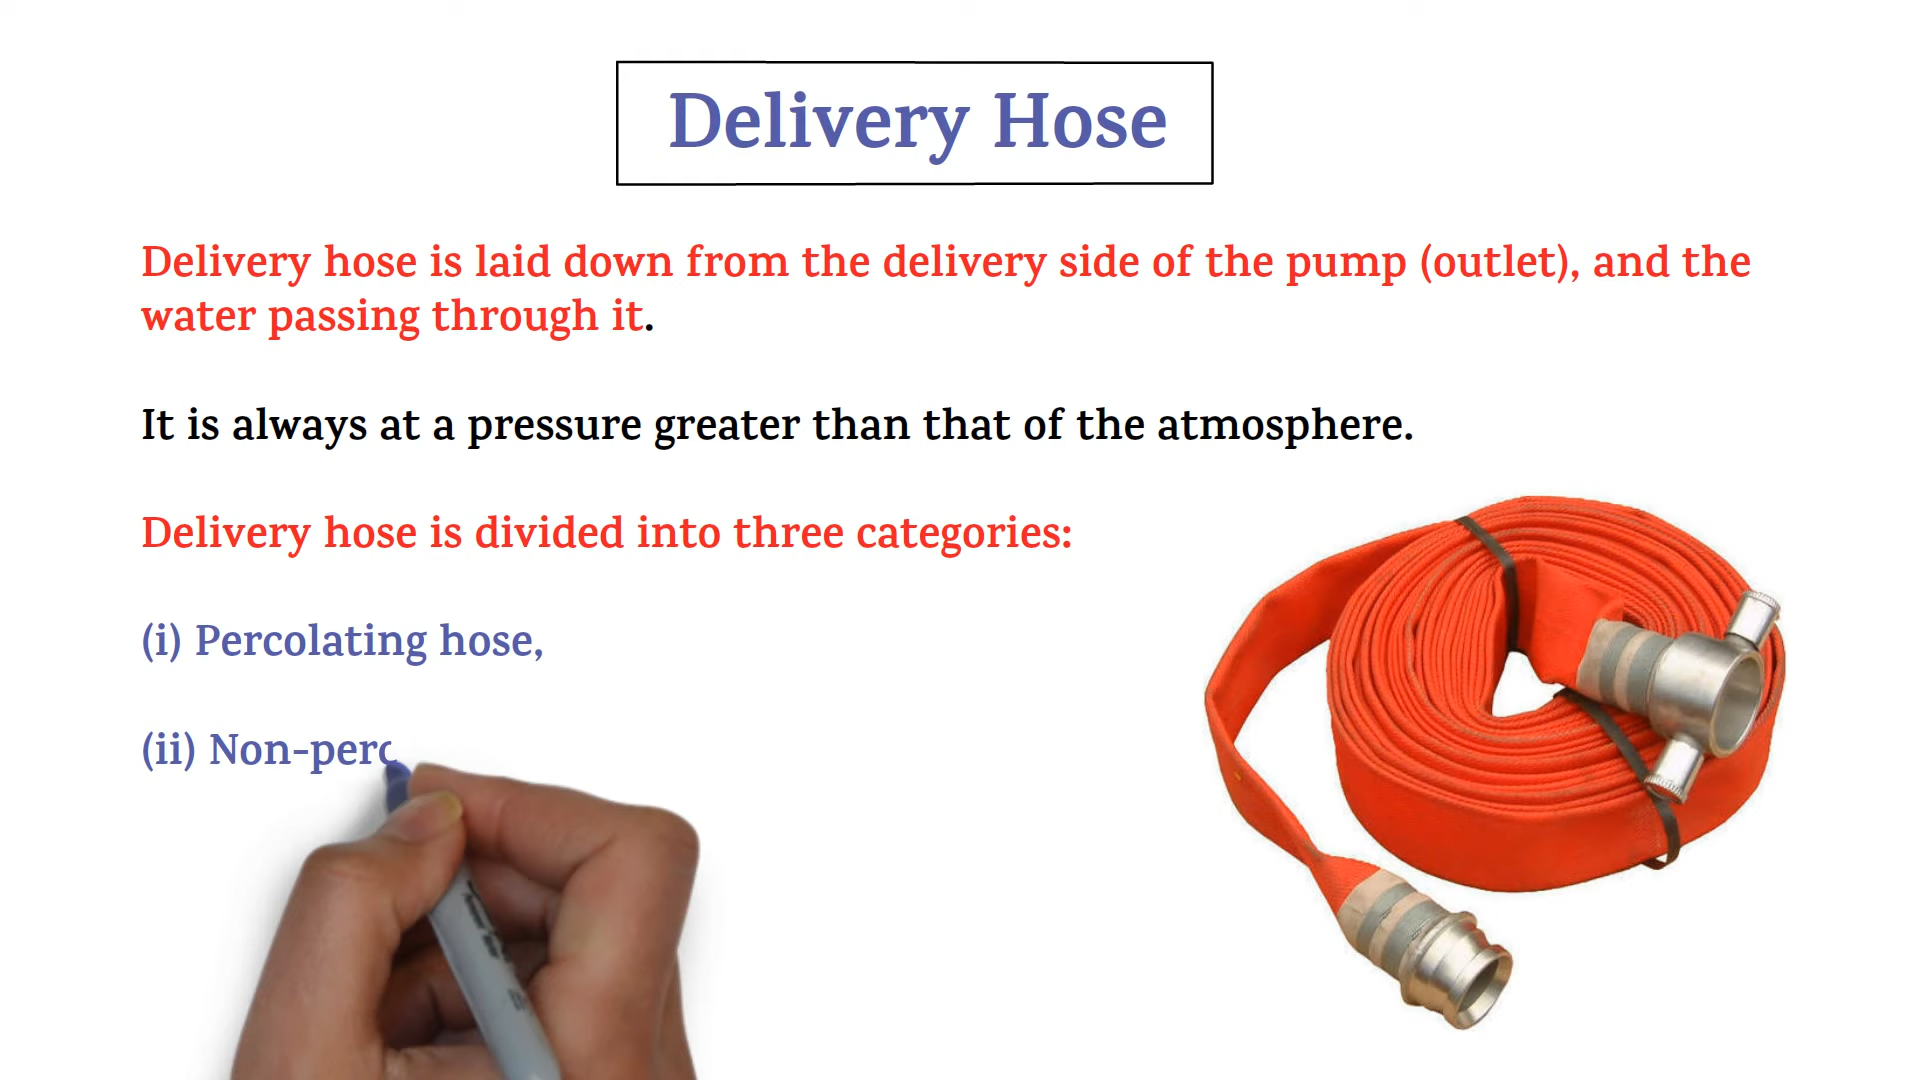 Delivery Hose
Delivery hose is laid down from the delivery side of the pump (outlet), and the
water passing through it.
It is always at a pressure greater than that of the atmosphere.
Delivery hose is divided into three categories:
(i) Percolating hose,
(ii) Non-perc